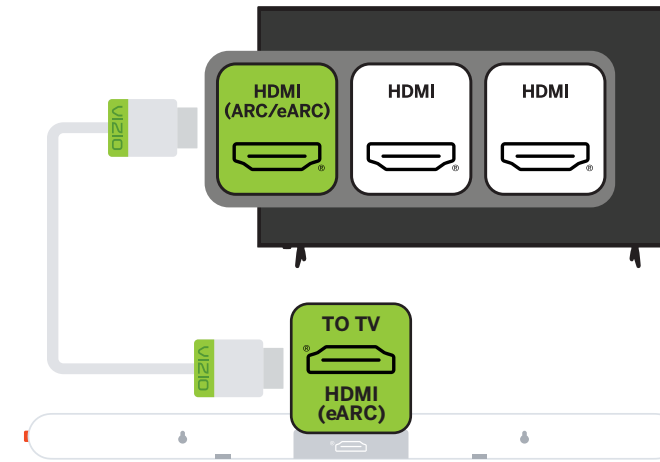 HDMI
(ARC/eARC)
HDMI
HDMI
®
®
®
VIZIO
TO TV
®
HDMI
(eARC)
VIZIO
®